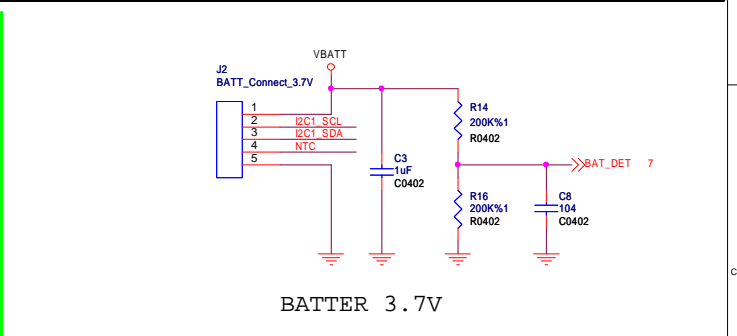 VBATT
J2
BATT_Connect_3.7V
1
2 I2C1_SCL
3 I2C1_SDA
4 NTC
5
C3
1uF
C0402
R14
200K%1
R0402
BAT_DET 7
R16
200K%1
R0402
C8
104
C0402
C
BATTER 3.7V